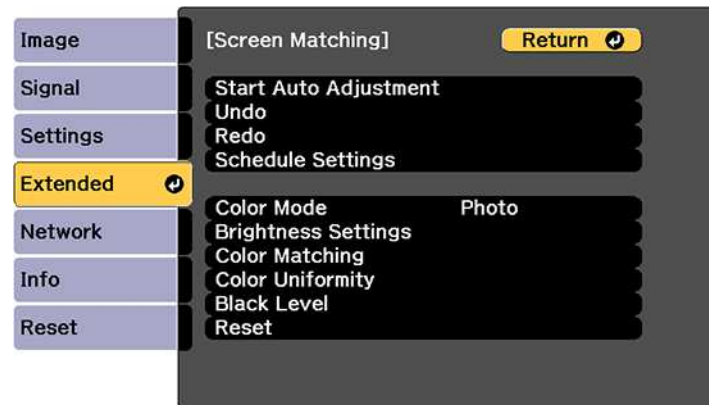 Image
Signal
Settings
Extended
Network
Info
Reset
[Screen Matching]
Return
Start Auto Adjustment
Undo
Redo
Schedule Settings
Color Mode Photo
Brightness Settings
Color Matching
Color Uniformity
Black Level
Reset